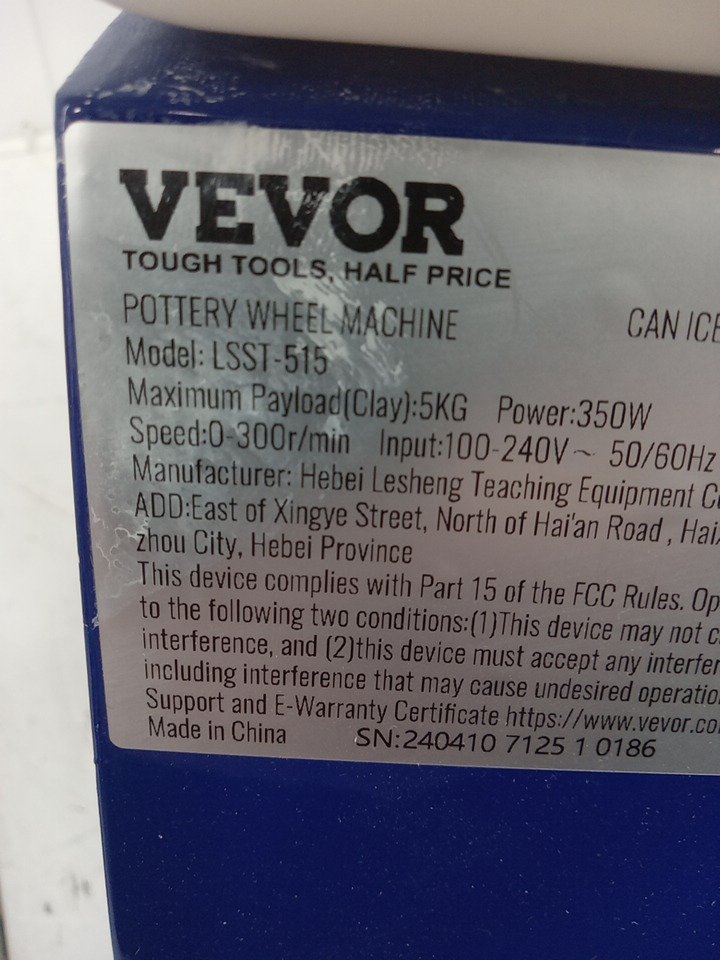 VEVOR
TOUGH TOOLS, HALF PRICE
POTTERY WHEEL MACHINE CAN ICE
Model: LSST-515
Maximum Payload(Clay):5KG Power:350W
Speed:0-300r/min Input:100-240V~ 50/60Hz
Manufacturer: Hebei Lesheng Teaching Equipment
ADD:East of Xingye Street, North of Hai'an Road , Hai
zhou City, Hebei Province
This device complies with Part 15 of the FCC Rules. Op
to the following two conditions:(1)This device may not
interference, and (2)this device must accept any interfer
including interference that may cause undesired operatio
Support and E-Warranty Certificate https://www.vevor.co
Made in China SN:240410 7125 1 0186